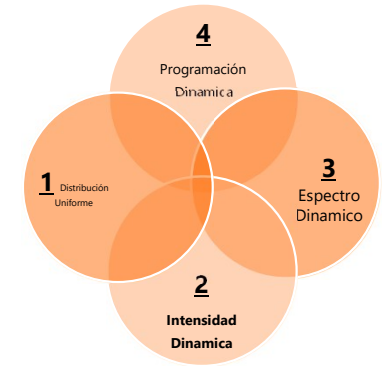 4
Programación
Dinamica
1 Distribución
Uniforme
3
Espectro
Dinamico
2
Intensidad
Dinamica